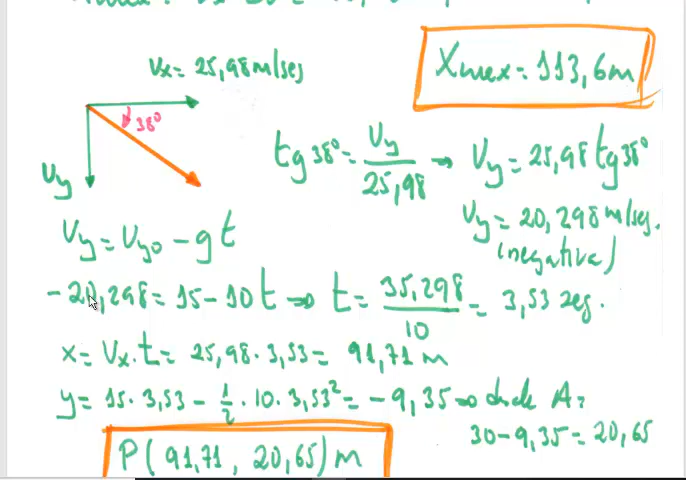 Vx = 25,98 m/seg
Xmax = 113,6 m
38°
tg 38° = Vy / 25,98 → Vy = 25,98 tg 38°
Vy
Vy = 20,298 m/seg.
(negativa)
Vy = Vyo - g t
-20,298 = 15 - 10 t ⇒ t = 35,298 / 10 = 3,53 seg.
x = Vx . t = 25,98 · 3,53 = 91,71 m
y = 15 · 3,53 - 1/2 · 10 · 3,53² = -9,35 ⇒ desde A:
30 - 9,35 = 20,65
P ( 91,71 , 20,65 ) m